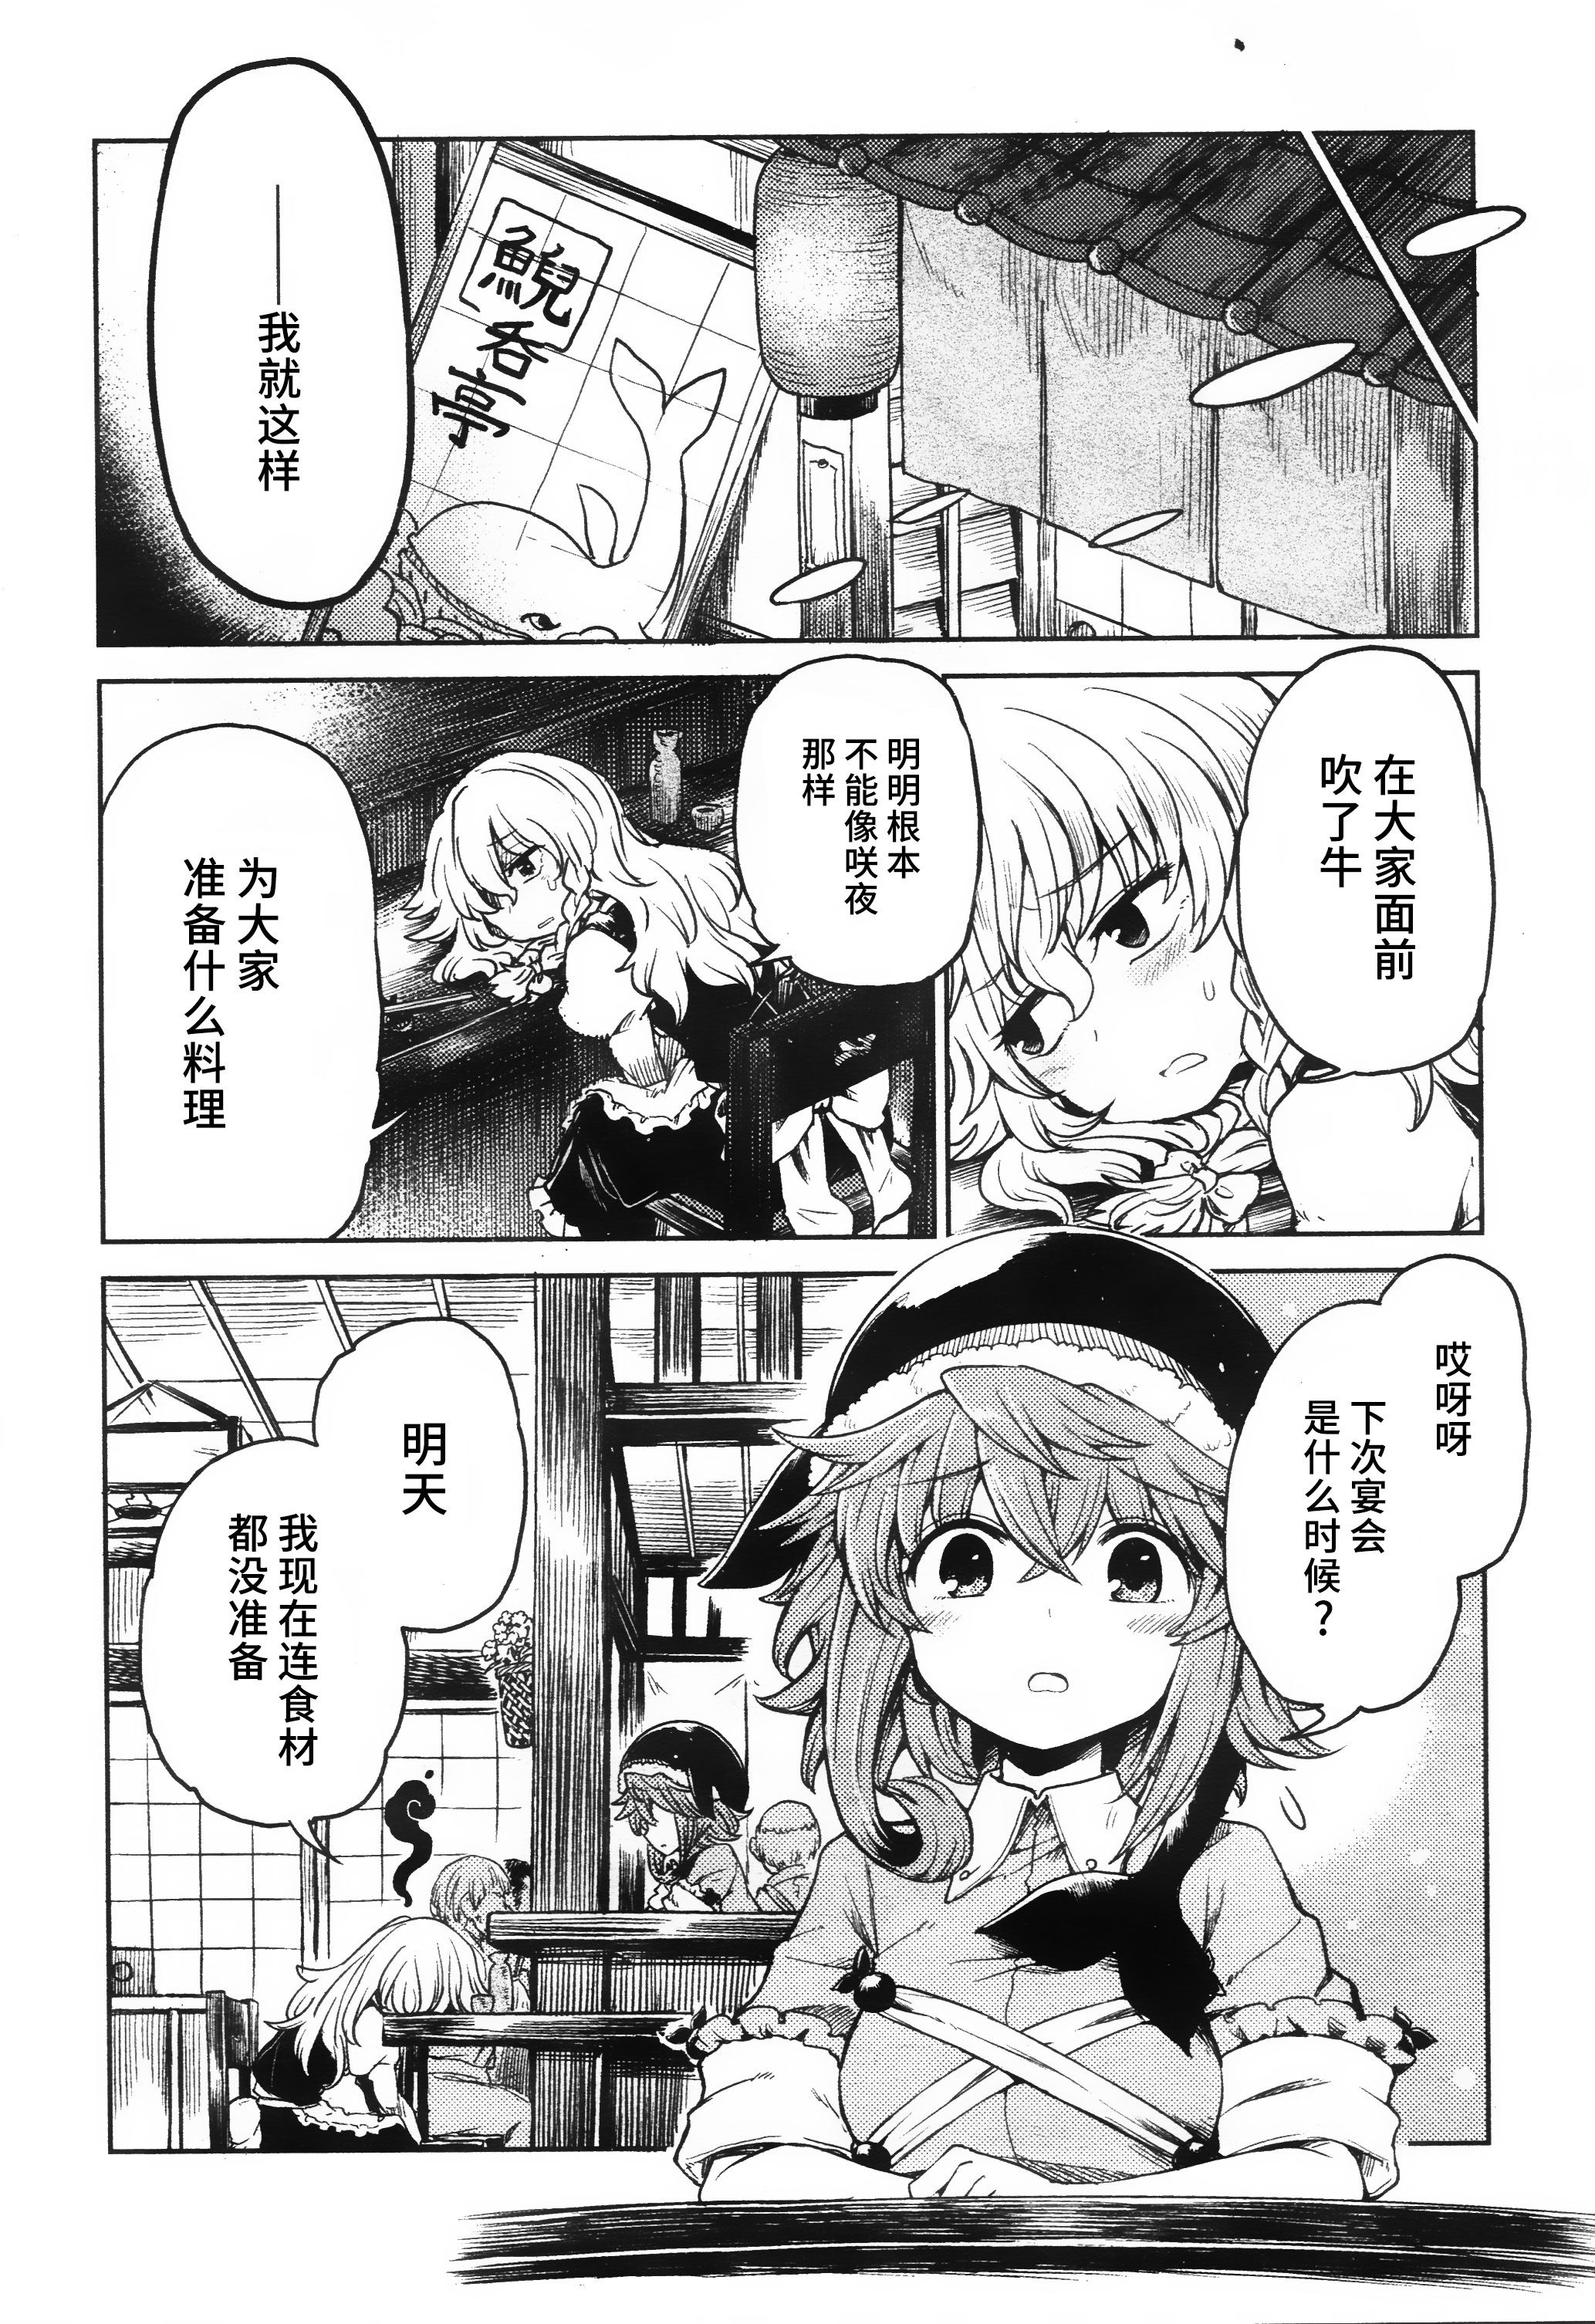 鯢呑亭
——我就这样
在大家面前
吹了牛
明明根本
不能像咲夜
那样
为大家
准备什么料理
哎呀呀
下次宴会
是什么时候?
明天
我现在连食材
都没准备